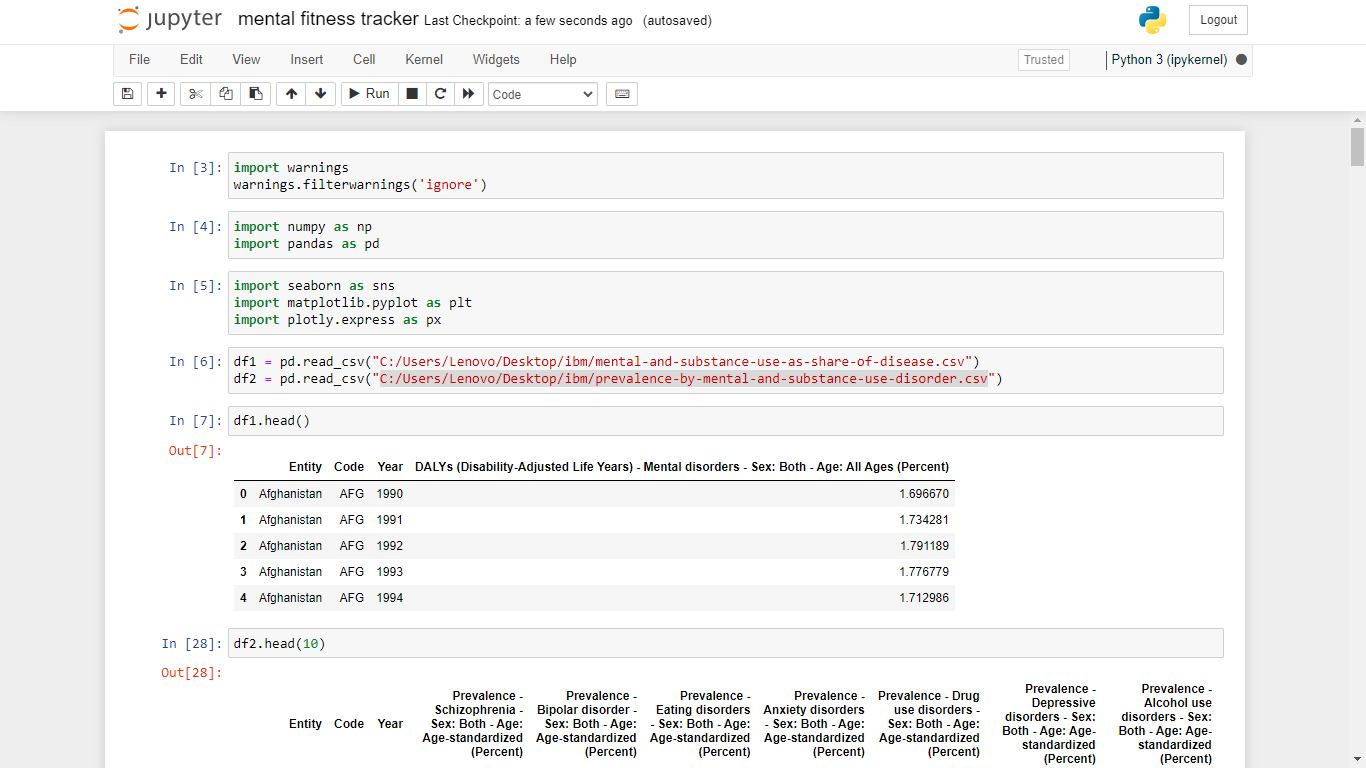 jupyter mental fitness tracker Last Checkpoint: a few seconds ago (autosaved) Logout
File Edit View Insert Cell Kernel Widgets Help Trusted Python 3 (ipykernel)
Run Code
In [3]: import warnings
warnings.filterwarnings('ignore')
In [4]: import numpy as np
import pandas as pd
In [5]: import seaborn as sns
import matplotlib.pyplot as plt
import plotly.express as px
In [6]: df1 = pd.read_csv("C:/Users/Lenovo/Desktop/ibm/mental-and-substance-use-as-share-of-disease.csv")
df2 = pd.read_csv("C:/Users/Lenovo/Desktop/ibm/prevalence-by-mental-and-substance-use-disorder.csv")
In [7]: df1.head()
Out[7]:
Entity Code Year DALYs (Disability-Adjusted Life Years) - Mental disorders - Sex: Both - Age: All Ages (Percent)
0 Afghanistan AFG 1990 1.696670
1 Afghanistan AFG 1991 1.734281
2 Afghanistan AFG 1992 1.791189
3 Afghanistan AFG 1993 1.776779
4 Afghanistan AFG 1994 1.712986
In [28]: df2.head(10)
Out[28]:
Entity Code Year
Prevalence -
Schizophrenia -
Sex: Both - Age:
Age-standardized
(Percent)
Prevalence -
Bipolar disorder -
Sex: Both - Age:
Age-standardized
(Percent)
Prevalence -
Eating disorders
- Sex: Both - Age:
Age-standardized
(Percent)
Prevalence -
Anxiety disorders
- Sex: Both - Age:
Age-standardized
(Percent)
Prevalence - Drug
use disorders -
Sex: Both - Age:
Age-standardized
(Percent)
Prevalence -
Depressive
disorders - Sex:
Both - Age: Age-
standardized
(Percent)
Prevalence -
Alcohol use
disorders - Sex:
Both - Age: Age-
standardized
(Percent)